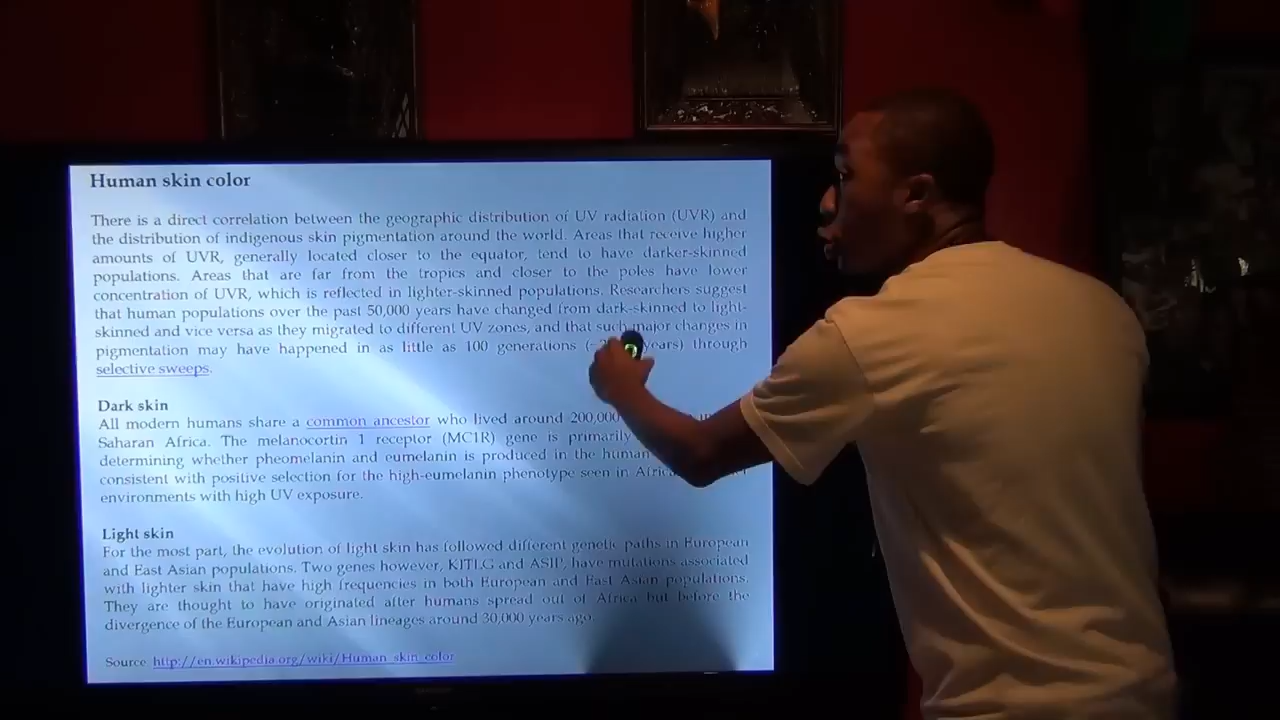 Human skin color
There is a direct correlation between the geographic distribution of UV radiation (UVR) and
the distribution of indigenous skin pigmentation around the world. Areas that receive higher
amounts of UVR, generally located closer to the equator, tend to have darker-skinned
populations. Areas that are far from the tropics and closer to the poles have lower
concentration of UVR, which is reflected in lighter-skinned populations. Researchers suggest
that human populations over the past 50,000 years have changed from dark-skinned to light-
skinned and vice versa as they migrated to different UV zones, and that such major changes in
pigmentation may have happened in as little as 100 generations (~ years) through
selective sweeps.
Dark skin
All modern humans share a common ancestor who lived around 200,000
Saharan Africa. The melanocortin 1 receptor (MC1R) gene is primarily
determining whether pheomelanin and eumelanin is produced in the human
consistent with positive selection for the high-eumelanin phenotype seen in
environments with high UV exposure.
Light skin
For the most part, the evolution of light skin has followed different genetic paths in European
and East Asian populations. Two genes however, KITLG and ASIP, have mutations associated
with lighter skin that have high frequencies in both European and East Asian populations.
They are thought to have originated after humans spread out of Africa but before the
divergence of the European and Asian lineages around 30,000 years ago.
Source: http://en.wikipedia.org/wiki/Human_skin_color